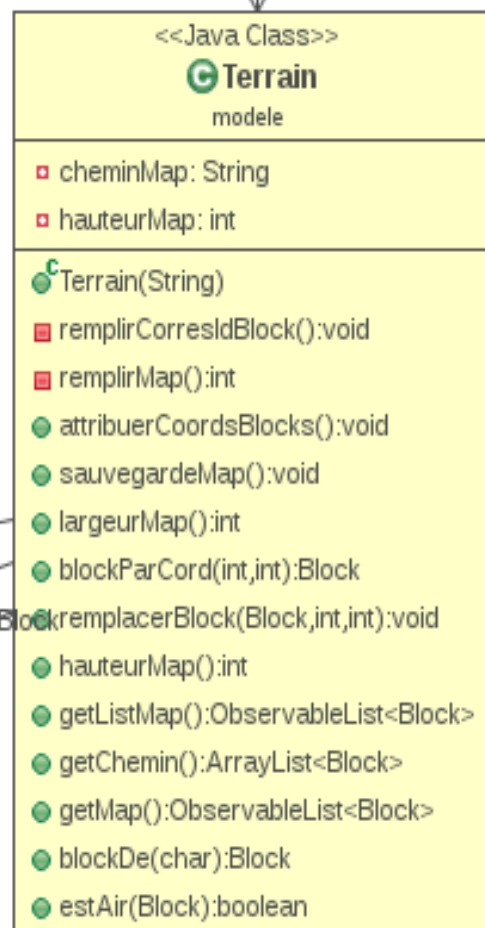 <<Java Class>>
C Terrain
modele
cheminMap: String
hauteurMap: int
C Terrain(String)
remplirCorresIdBlock():void
remplirMap():int
attribuerCoordsBlocks():void
sauvegardeMap():void
largeurMap():int
blockParCord(int,int):Block
Block remplacerBlock(Block,int,int):void
hauteurMap():int
getListMap():ObservableList<Block>
getChemin():ArrayList<Block>
getMap():ObservableList<Block>
blockDe(char):Block
estAir(Block):boolean